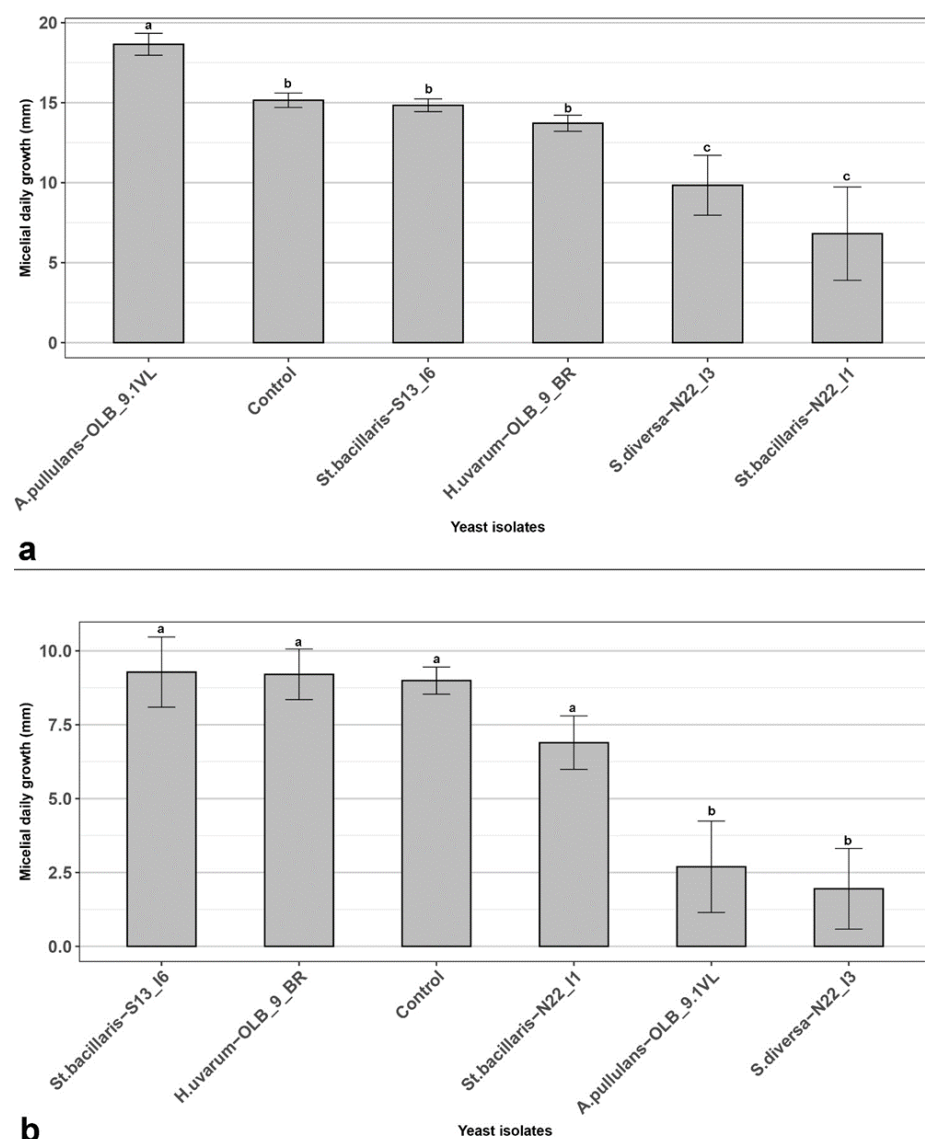 20
15
10
5
0
Micelial daily growth (mm)
a
b
b
b
c
c
A.pullulans−OLB_9.1VL
Control
St.bacillaris−S13_I6
H.uvarum−OLB_9_BR
S.diversa−N22_I3
St.bacillaris−N22_I1
Yeast isolates
a
10.0
7.5
5.0
2.5
0.0
Micelial daily growth (mm)
a
a
a
a
b
b
St.bacillaris−S13_I6
H.uvarum−OLB_9_BR
Control
St.bacillaris−N22_I1
A.pullulans−OLB_9.1VL
S.diversa−N22_I3
Yeast isolates
b